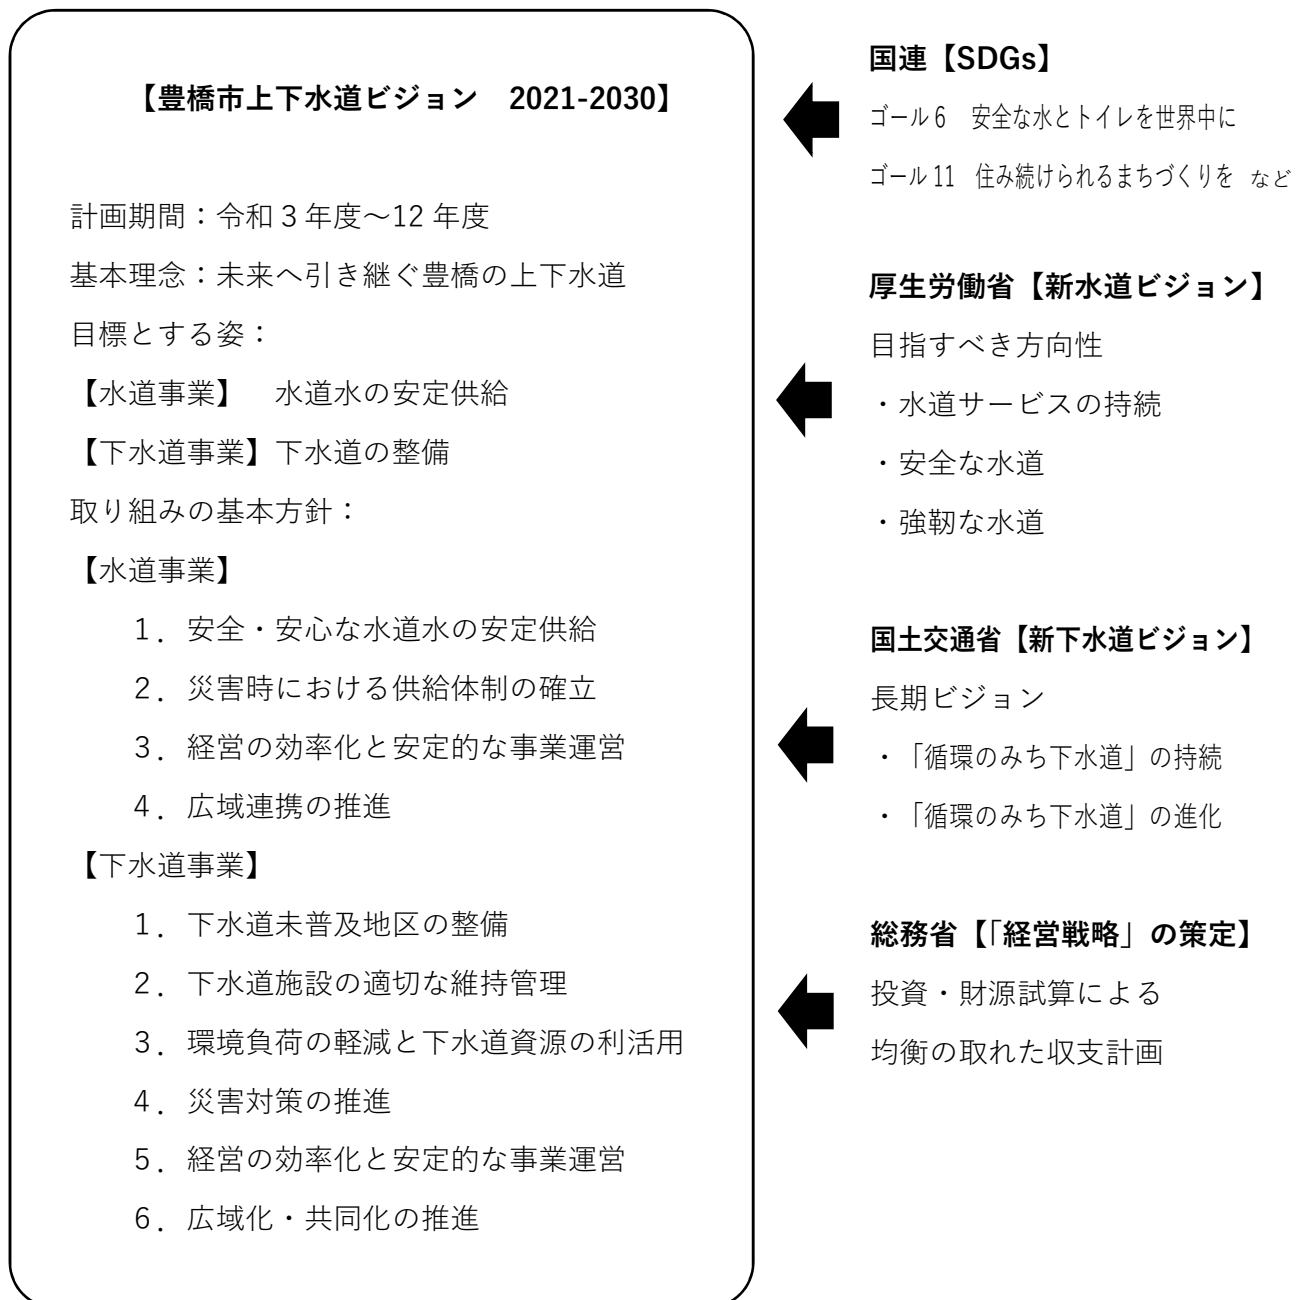 【豊橋市上下水道ビジョン　2021-2030】
計画期間：令和３年度～12 年度
基本理念：未来へ引き継ぐ豊橋の上下水道
目標とする姿：
【水道事業】　水道水の安定供給
【下水道事業】下水道の整備
取り組みの基本方針：
【水道事業】
１．安全・安心な水道水の安定供給
２．災害時における供給体制の確立
３．経営の効率化と安定的な事業運営
４．広域連携の推進
【下水道事業】
１．下水道未普及地区の整備
２．下水道施設の適切な維持管理
３．環境負荷の軽減と下水道資源の利活用
４．災害対策の推進
５．経営の効率化と安定的な事業運営
６．広域化・共同化の推進
国連【SDGs】
ゴール６　安全な水とトイレを世界中に
ゴール 11　住み続けられるまちづくりを　など
厚生労働省【新水道ビジョン】
目指すべき方向性
・水道サービスの持続
・安全な水道
・強靭な水道
国土交通省【新下水道ビジョン】
長期ビジョン
・「循環のみち下水道」の持続
・「循環のみち下水道」の進化
総務省【「経営戦略」の策定】
投資・財源試算による
均衡の取れた収支計画